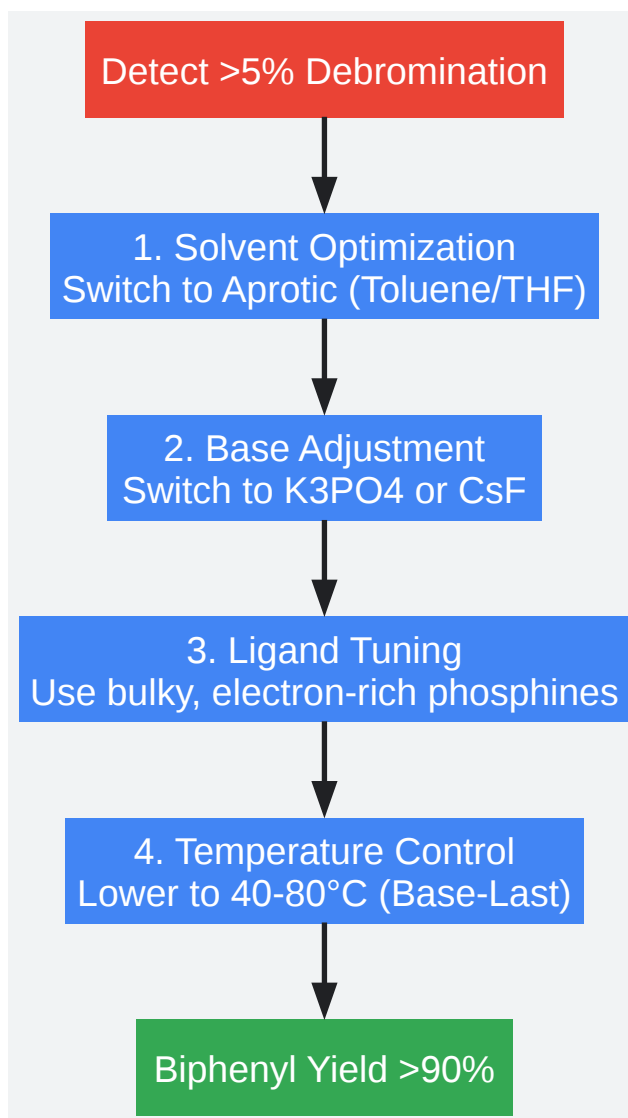 Detect >5% Debromination
1. Solvent Optimization
Switch to Aprotic (Toluene/THF)
2. Base Adjustment
Switch to K3PO4 or CsF
3. Ligand Tuning
Use bulky, electron-rich phosphines
4. Temperature Control
Lower to 40-80°C (Base-Last)
Biphenyl Yield >90%